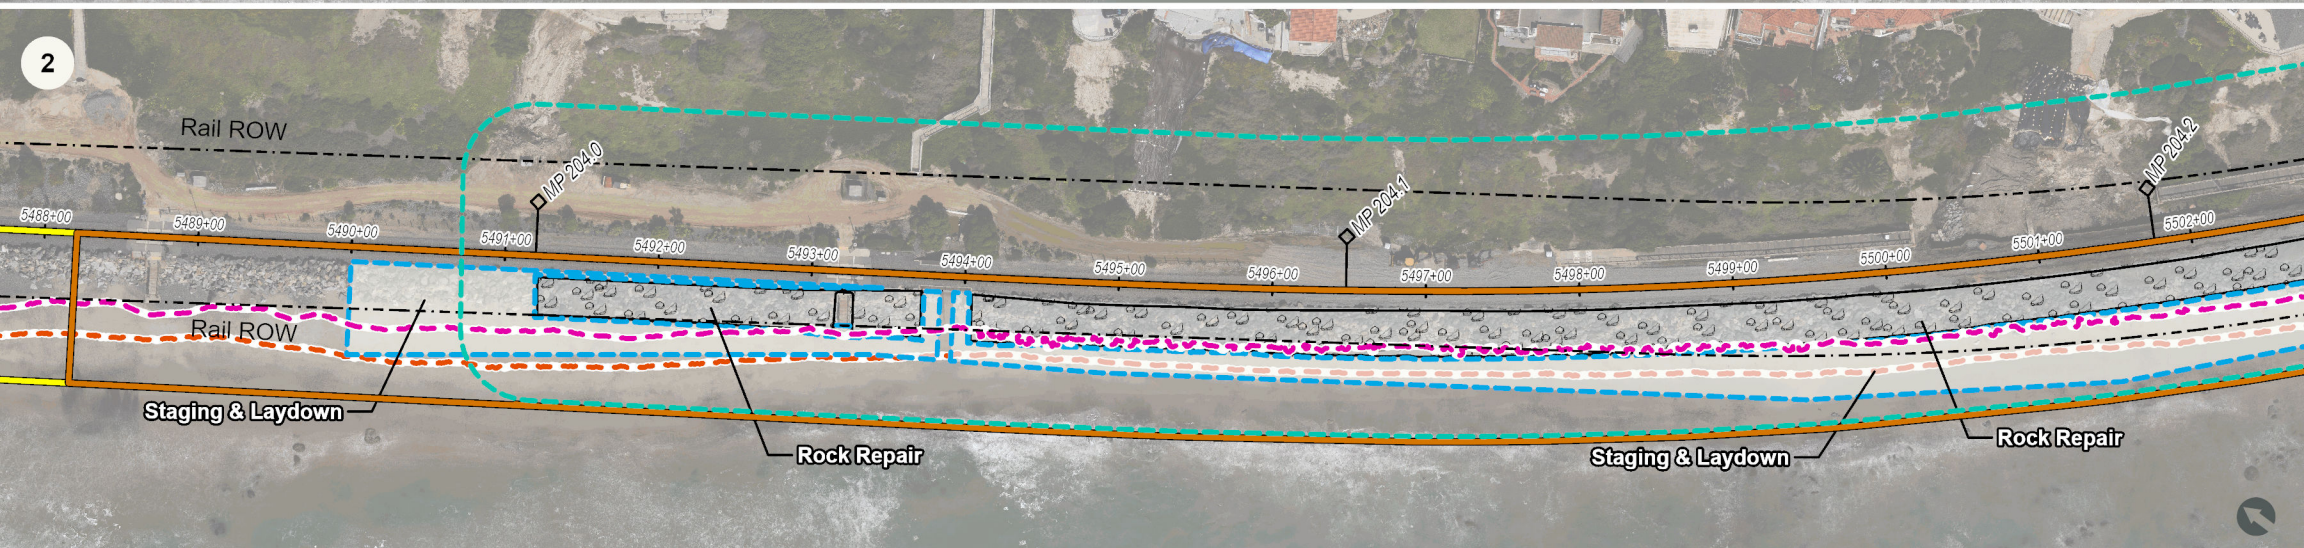 2
Rail ROW
MP 204.0
MP 204.1
MP 204.2
5488+00
5489+00
5490+00
5491+00
5492+00
5493+00
5494+00
5495+00
5496+00
5497+00
5498+00
5499+00
5500+00
5501+00
5502+00
Rail ROW
Staging & Laydown
Rock Repair
Staging & Laydown
Rock Repair